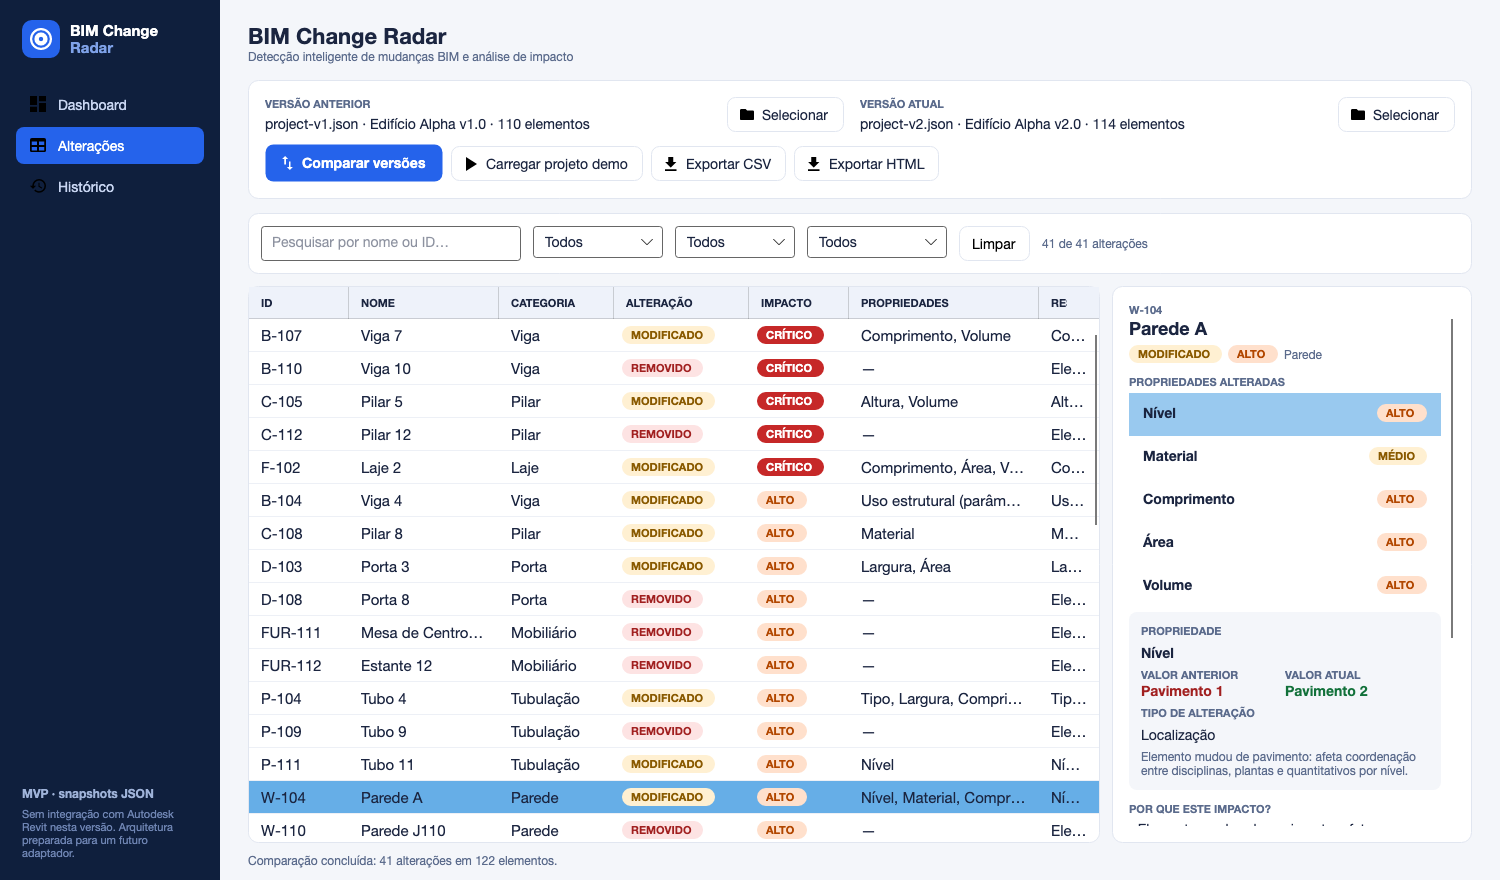 BIM Change
Radar
Dashboard
Alterações
Histórico
MVP · snapshots JSON
Sem integração com Autodesk
Revit nesta versão. Arquitetura
preparada para um futuro
adaptador.
BIM Change Radar
Detecção inteligente de mudanças BIM e análise de impacto
VERSÃO ANTERIOR
project-v1.json · Edifício Alpha v1.0 · 110 elementos
Selecionar
VERSÃO ATUAL
project-v2.json · Edifício Alpha v2.0 · 114 elementos
Selecionar
Comparar versões
Carregar projeto demo
Exportar CSV
Exportar HTML
Pesquisar por nome ou ID…
Todos
Todos
Todos
Limpar
41 de 41 alterações
ID NOME CATEGORIA ALTERAÇÃO IMPACTO PROPRIEDADES
B-107 Viga 7 Viga MODIFICADO CRÍTICO Comprimento, Volume Co…
B-110 Viga 10 Viga REMOVIDO CRÍTICO — Ele…
C-105 Pilar 5 Pilar MODIFICADO CRÍTICO Altura, Volume Alt…
C-112 Pilar 12 Pilar REMOVIDO CRÍTICO — Ele…
F-102 Laje 2 Laje MODIFICADO CRÍTICO Comprimento, Área, V… Co…
B-104 Viga 4 Viga MODIFICADO ALTO Uso estrutural (parâm… Us…
C-108 Pilar 8 Pilar MODIFICADO ALTO Material M…
D-103 Porta 3 Porta MODIFICADO ALTO Largura, Área La…
D-108 Porta 8 Porta REMOVIDO ALTO — Ele…
FUR-111 Mesa de Centro… Mobiliário REMOVIDO ALTO — Ele…
FUR-112 Estante 12 Mobiliário REMOVIDO ALTO — Ele…
P-104 Tubo 4 Tubulação MODIFICADO ALTO Tipo, Largura, Compri… Tip…
P-109 Tubo 9 Tubulação REMOVIDO ALTO — Ele…
P-111 Tubo 11 Tubulação MODIFICADO ALTO Nível Ní…
W-104 Parede A Parede MODIFICADO ALTO Nível, Material, Compr… Ní…
W-110 Parede J110 Parede REMOVIDO ALTO — Ele…
Comparação concluída: 41 alterações em 122 elementos.
W-104
Parede A
MODIFICADO ALTO Parede
PROPRIEDADES ALTERADAS
Nível ALTO
Material MÉDIO
Comprimento ALTO
Área ALTO
Volume ALTO
PROPRIEDADE
Nível
VALOR ANTERIOR VALOR ATUAL
Pavimento 1 Pavimento 2
TIPO DE ALTERAÇÃO
Localização
Elemento mudou de pavimento: afeta coordenação
entre disciplinas, plantas e quantitativos por nível.
POR QUE ESTE IMPACTO?